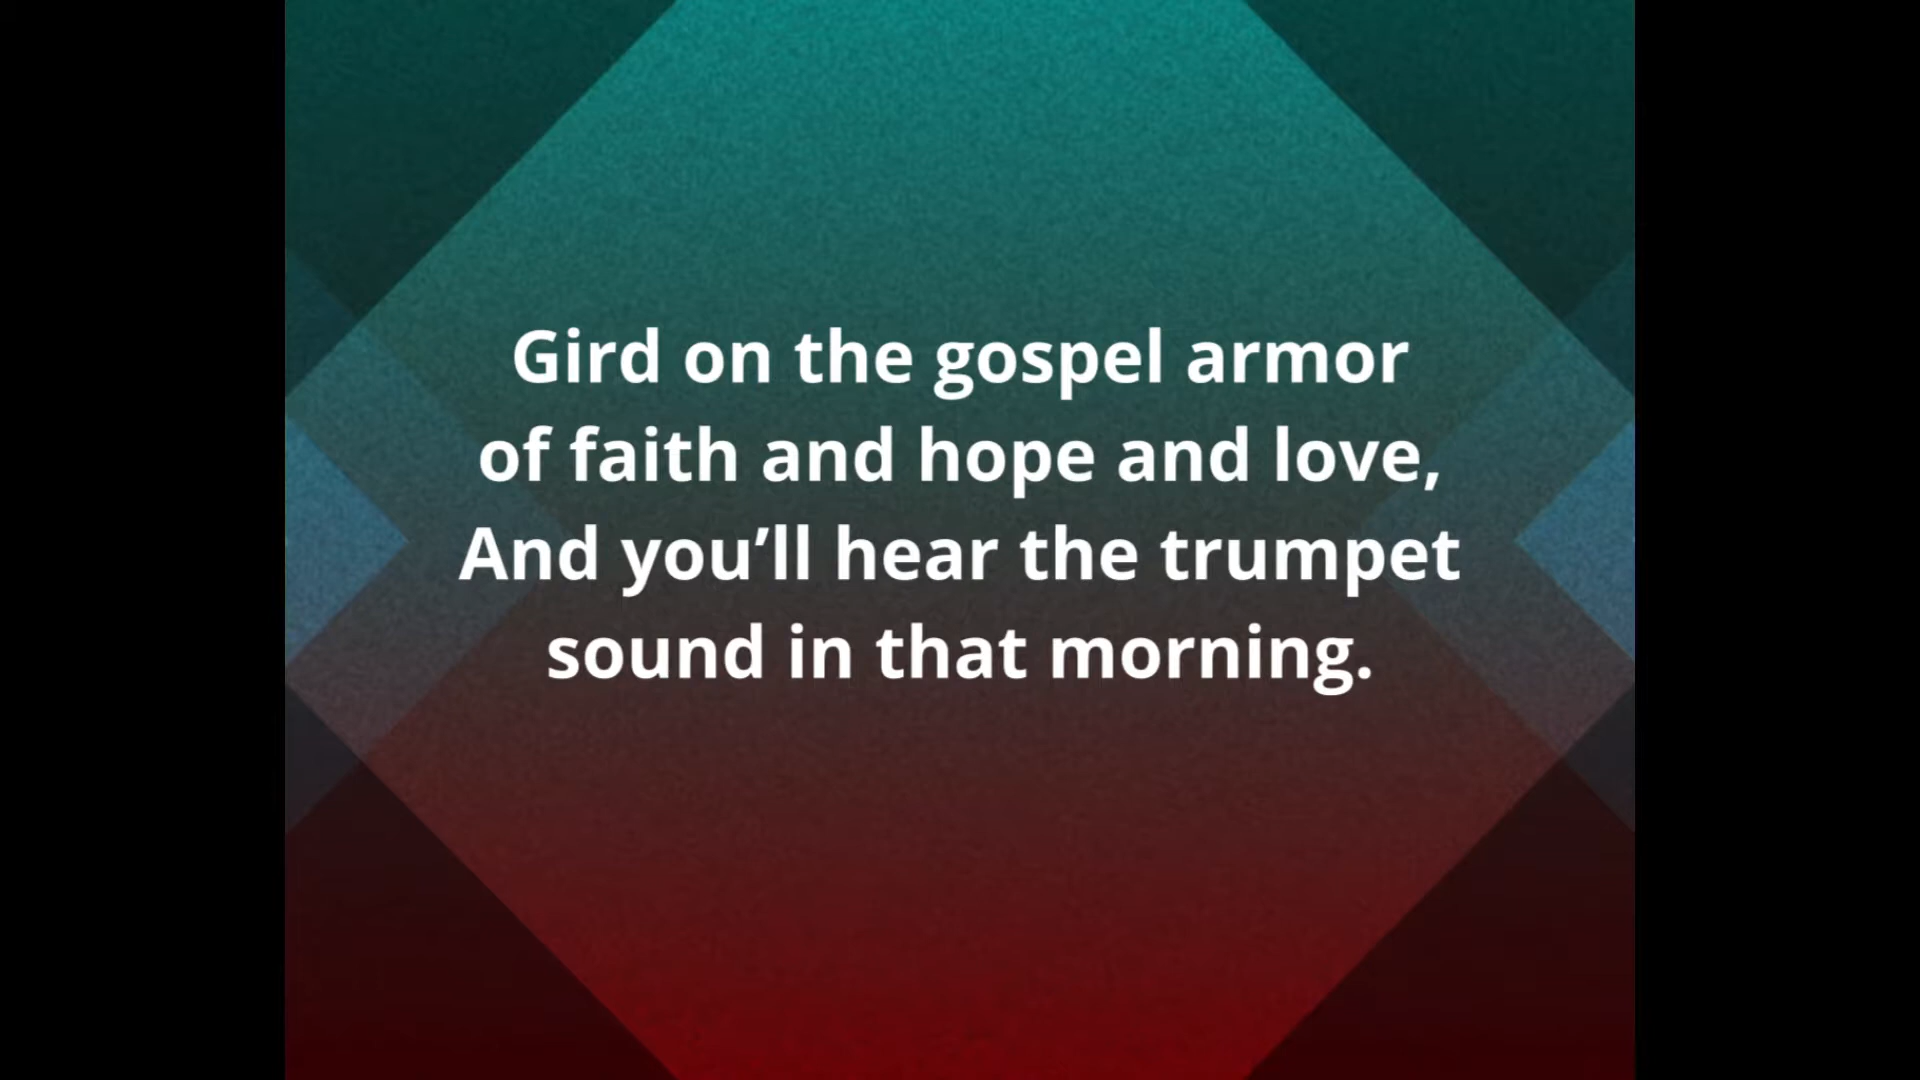 Gird on the gospel armor
of faith and hope and love,
And you’ll hear the trumpet
sound in that morning.